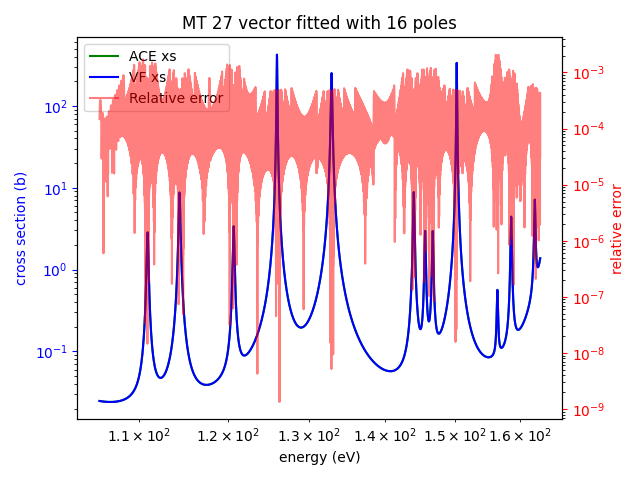 MT 27 vector fitted with 16 poles
ACE xs
VF xs
Relative error
cross section (b)
10²
10¹
10⁰
10⁻¹
relative error
10⁻³
10⁻⁴
10⁻⁵
10⁻⁶
10⁻⁷
10⁻⁸
10⁻⁹
1.1 × 10² 1.2 × 10² 1.3 × 10² 1.4 × 10² 1.5 × 10² 1.6 × 10²
energy (eV)